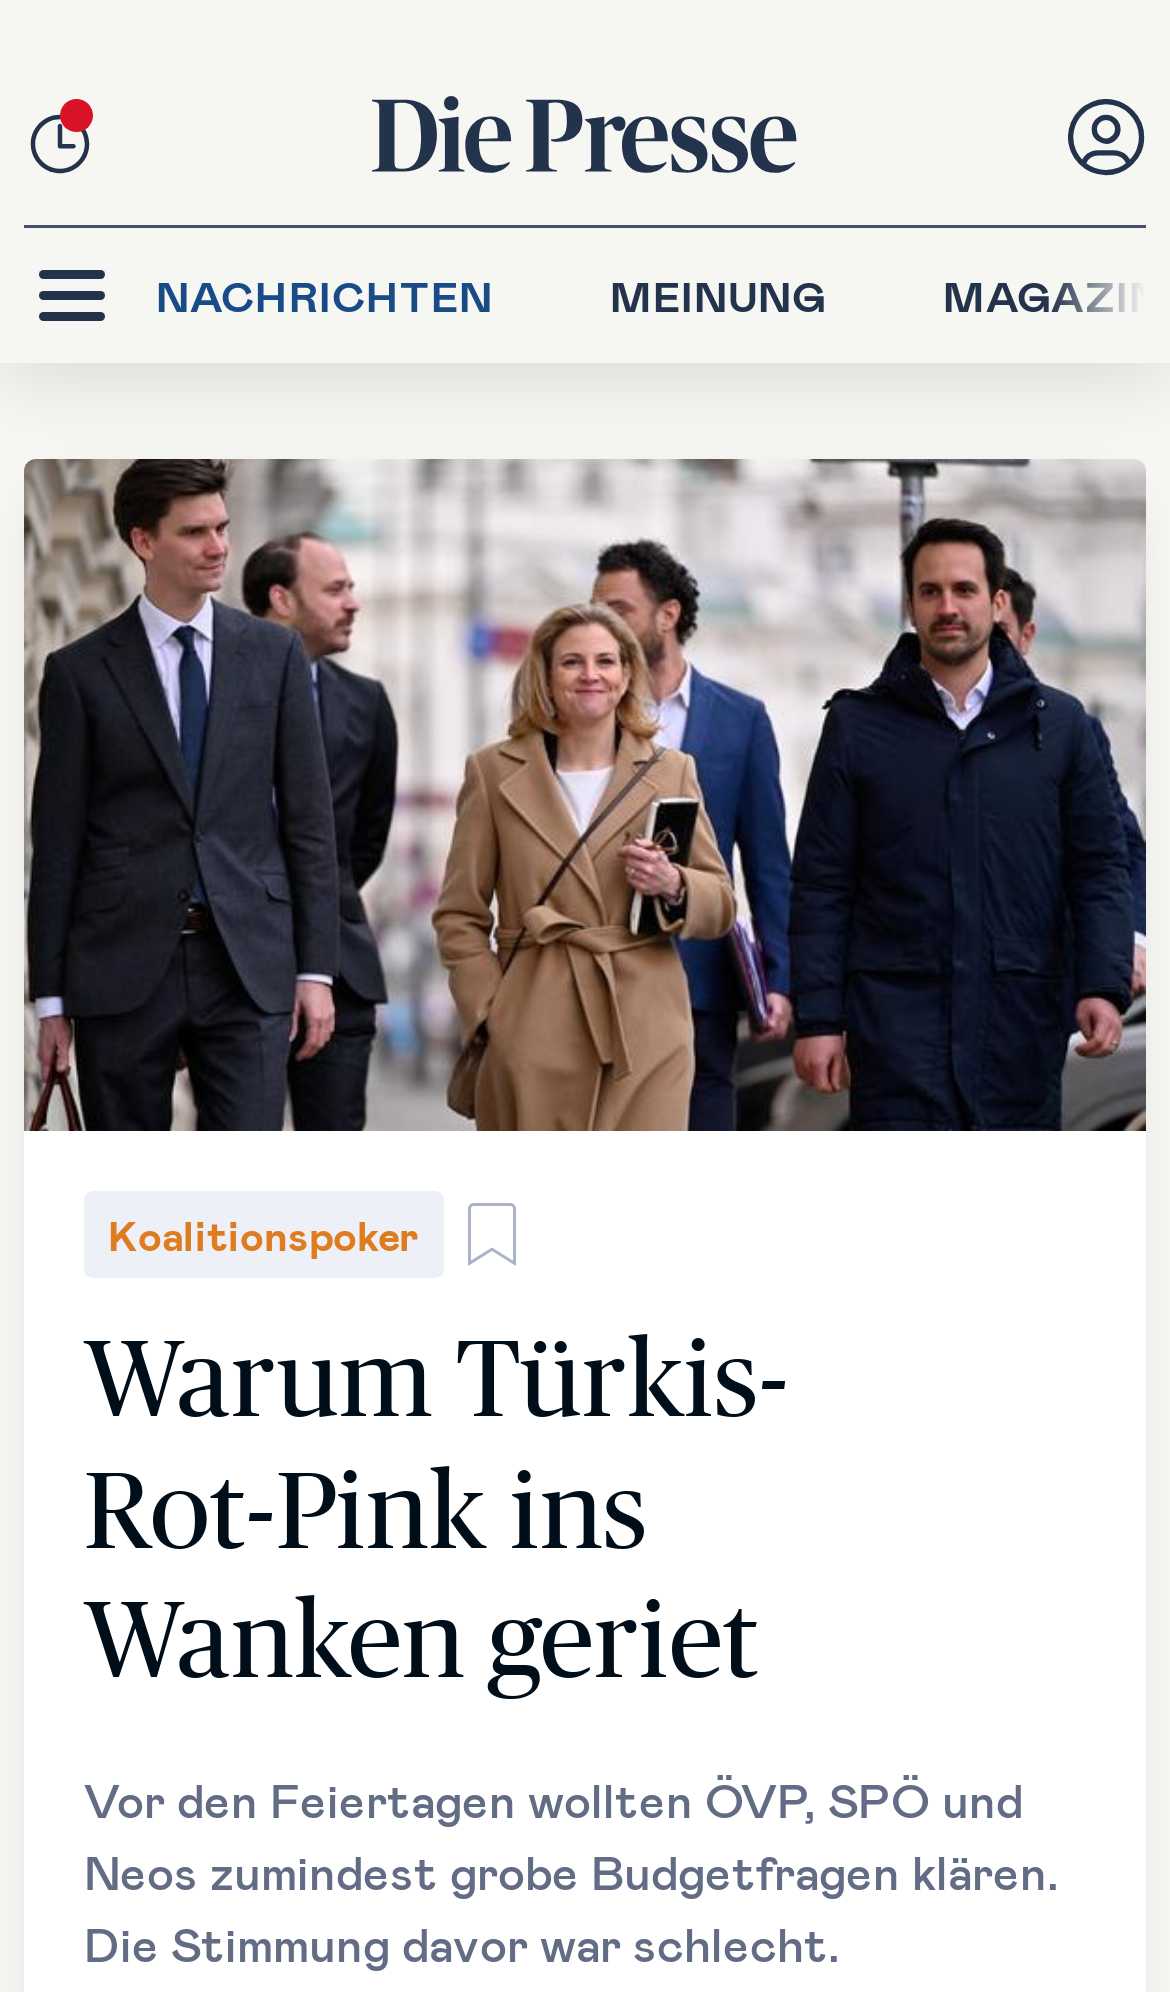 Die Presse
NACHRICHTEN MEINUNG
Koalitionspoker
Warum Türkis-
Rot-Pink ins
Wanken geriet
Vor den Feiertagen wollten ÖVP, SPÖ und
Neos zumindest grobe Budgetfragen klären.
Die Stimmung davor war schlecht.